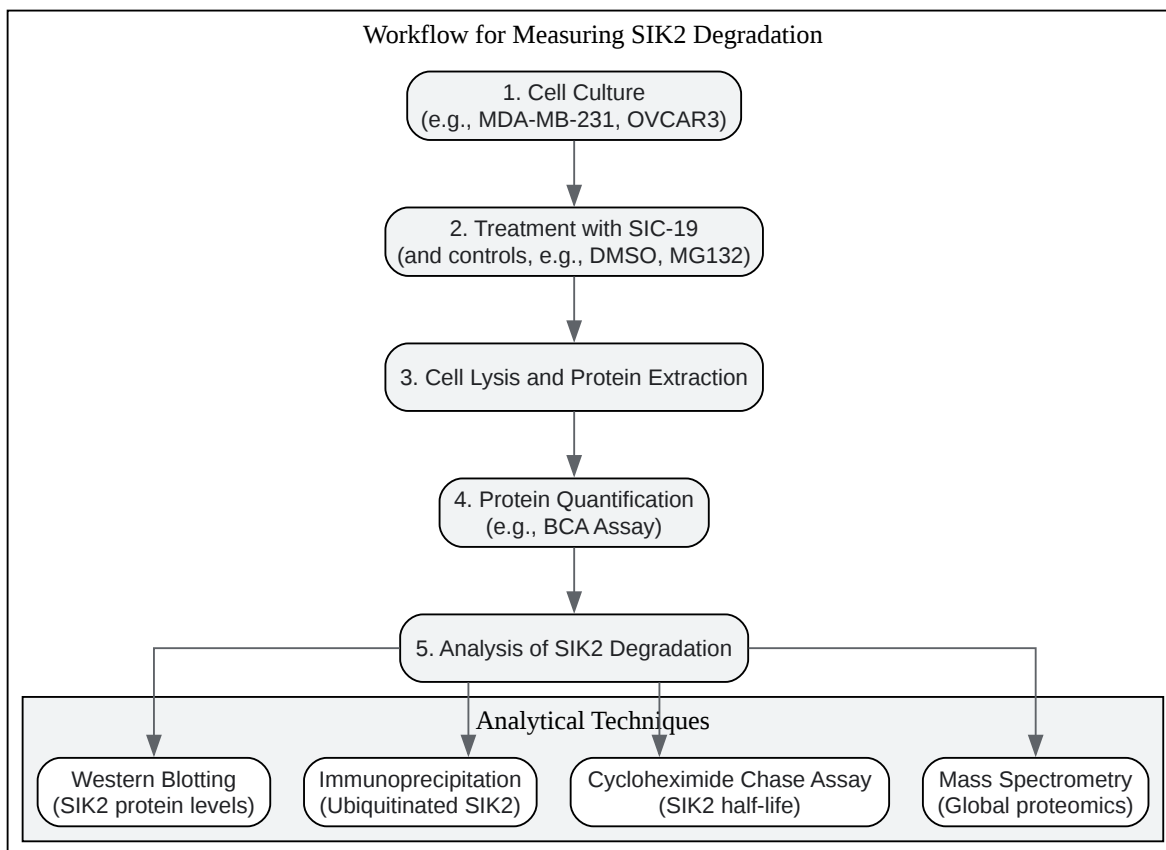 Workflow for Measuring SIK2 Degradation
1. Cell Culture
(e.g., MDA-MB-231, OVCAR3)
2. Treatment with SIC-19
(and controls, e.g., DMSO, MG132)
3. Cell Lysis and Protein Extraction
4. Protein Quantification
(e.g., BCA Assay)
5. Analysis of SIK2 Degradation
Analytical Techniques
Western Blotting
(SIK2 protein levels)
Immunoprecipitation
(Ubiquitinated SIK2)
Cycloheximide Chase Assay
(SIK2 half-life)
Mass Spectrometry
(Global proteomics)